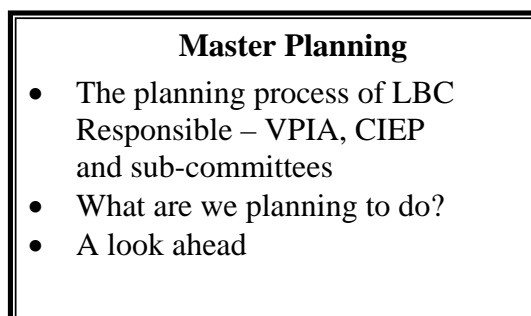 Master Planning
• The planning process of LBC
Responsible – VPIA, CIEP
and sub-committees
• What are we planning to do?
• A look ahead